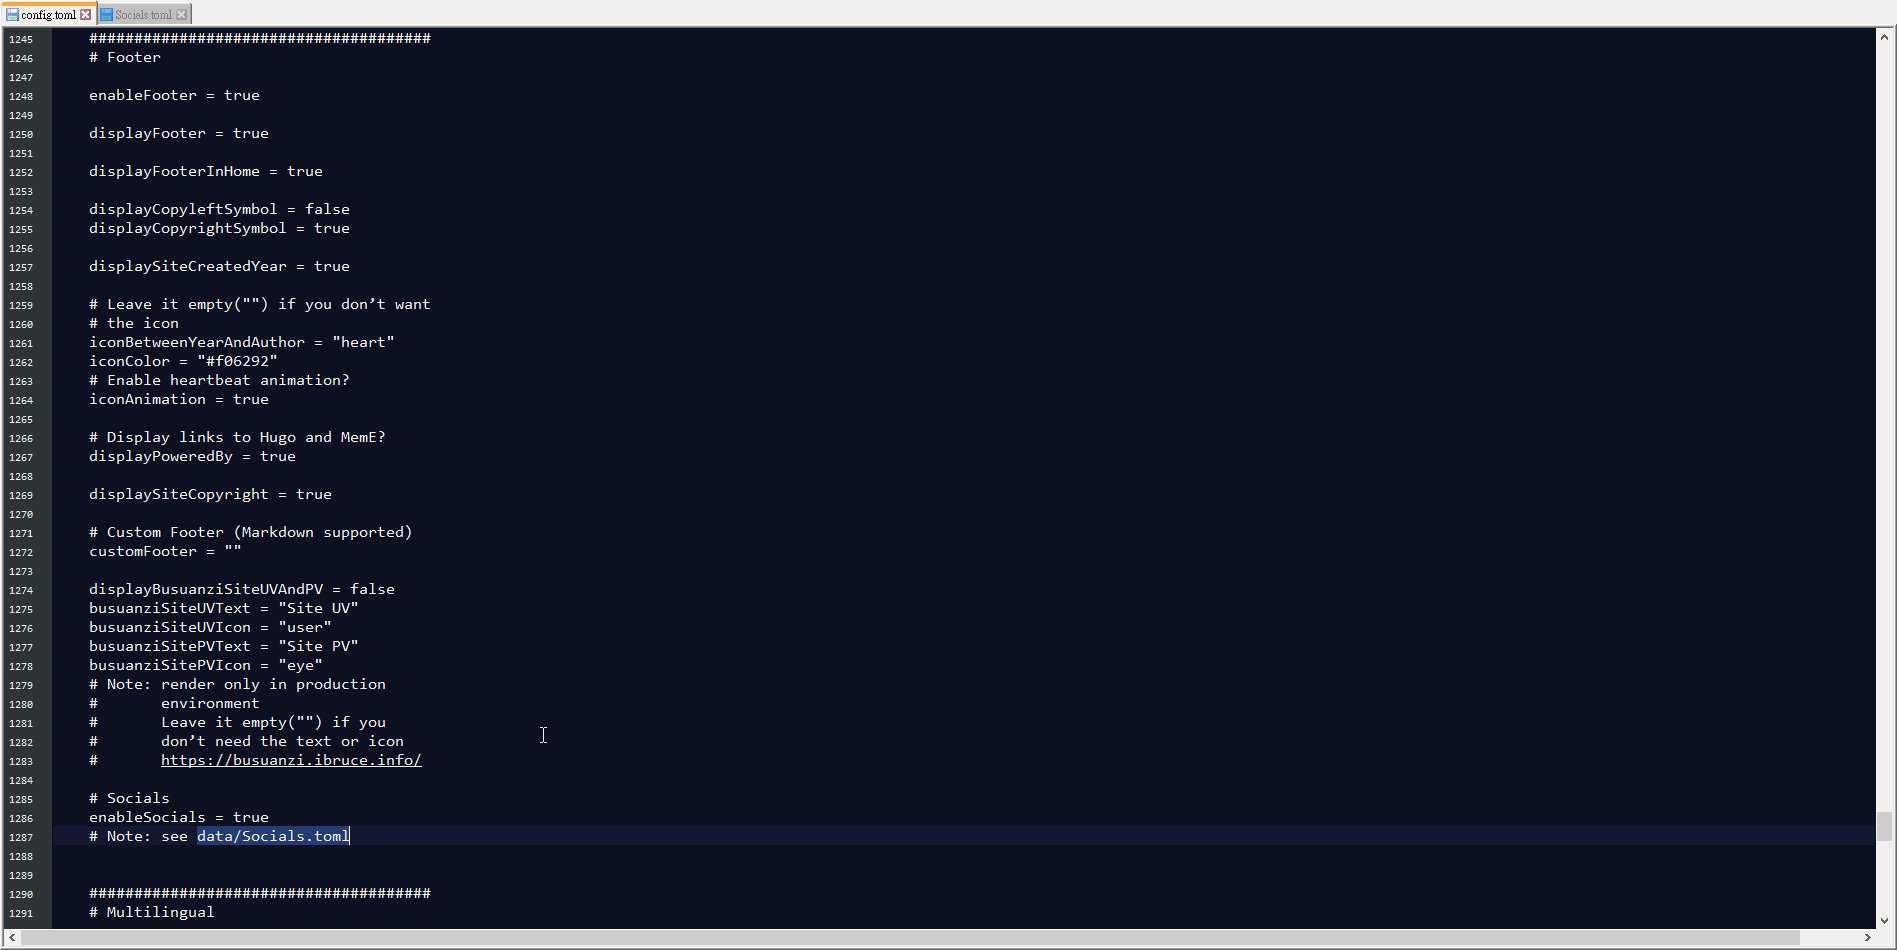 config.toml Socials.toml
1245 ######################################
1246 # Footer
1247
1248 enableFooter = true
1249
1250 displayFooter = true
1251
1252 displayFooterInHome = true
1253
1254 displayCopyleftSymbol = false
1255 displayCopyrightSymbol = true
1256
1257 displaySiteCreatedYear = true
1258
1259 # Leave it empty("") if you don’t want
1260 # the icon
1261 iconBetweenYearAndAuthor = "heart"
1262 iconColor = "#f06292"
1263 # Enable heartbeat animation?
1264 iconAnimation = true
1265
1266 # Display links to Hugo and MemE?
1267 displayPoweredBy = true
1268
1269 displaySiteCopyright = true
1270
1271 # Custom Footer (Markdown supported)
1272 customFooter = ""
1273
1274 displayBusuanziSiteUVAndPV = false
1275 busuanziSiteUVText = "Site UV"
1276 busuanziSiteUVIcon = "user"
1277 busuanziSitePVText = "Site PV"
1278 busuanziSitePVIcon = "eye"
1279 # Note: render only in production
1280 #       environment
1281 #       Leave it empty("") if you
1282 #       don’t need the text or icon
1283 #       https://busuanzi.ibruce.info/
1284
1285 # Socials
1286 enableSocials = true
1287 # Note: see data/Socials.toml
1288
1289
1290 ######################################
1291 # Multilingual